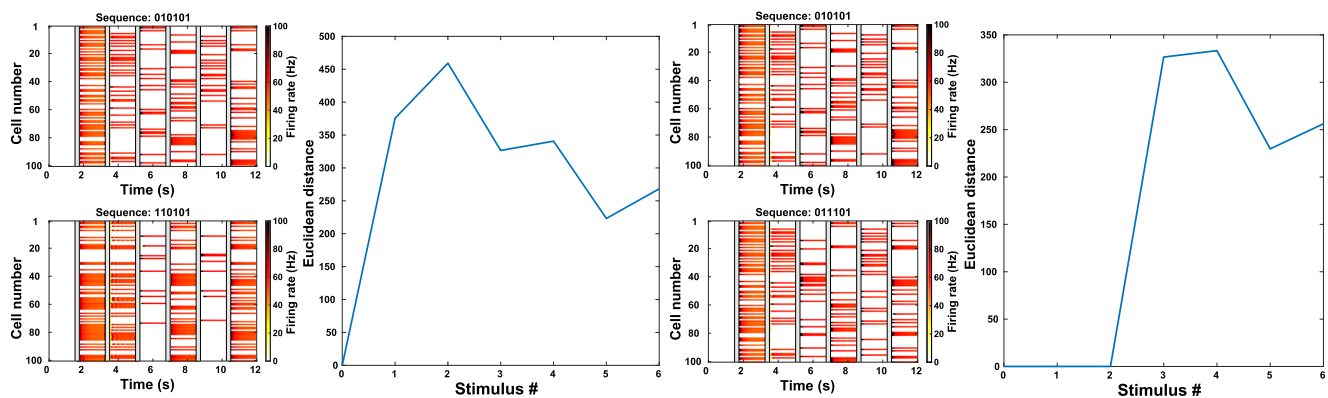 Sequence: 010101
Cell number
1
20
40
60
80
100
0 2 4 6 8 10 12
Time (s)
100
80
60
40
20
0
Firing rate (Hz)
Sequence: 110101
Cell number
1
20
40
60
80
100
0 2 4 6 8 10 12
Time (s)
100
80
60
40
20
0
Firing rate (Hz)
Euclidean distance
500
450
400
350
300
250
200
150
100
50
0
0 1 2 3 4 5 6
Stimulus #
Sequence: 010101
Cell number
1
20
40
60
80
100
0 2 4 6 8 10 12
Time (s)
100
80
60
40
20
0
Firing rate (Hz)
Sequence: 011101
Cell number
1
20
40
60
80
100
0 2 4 6 8 10 12
Time (s)
100
80
60
40
20
0
Firing rate (Hz)
Euclidean distance
350
300
250
200
150
100
50
0
0 1 2 3 4 5 6
Stimulus #